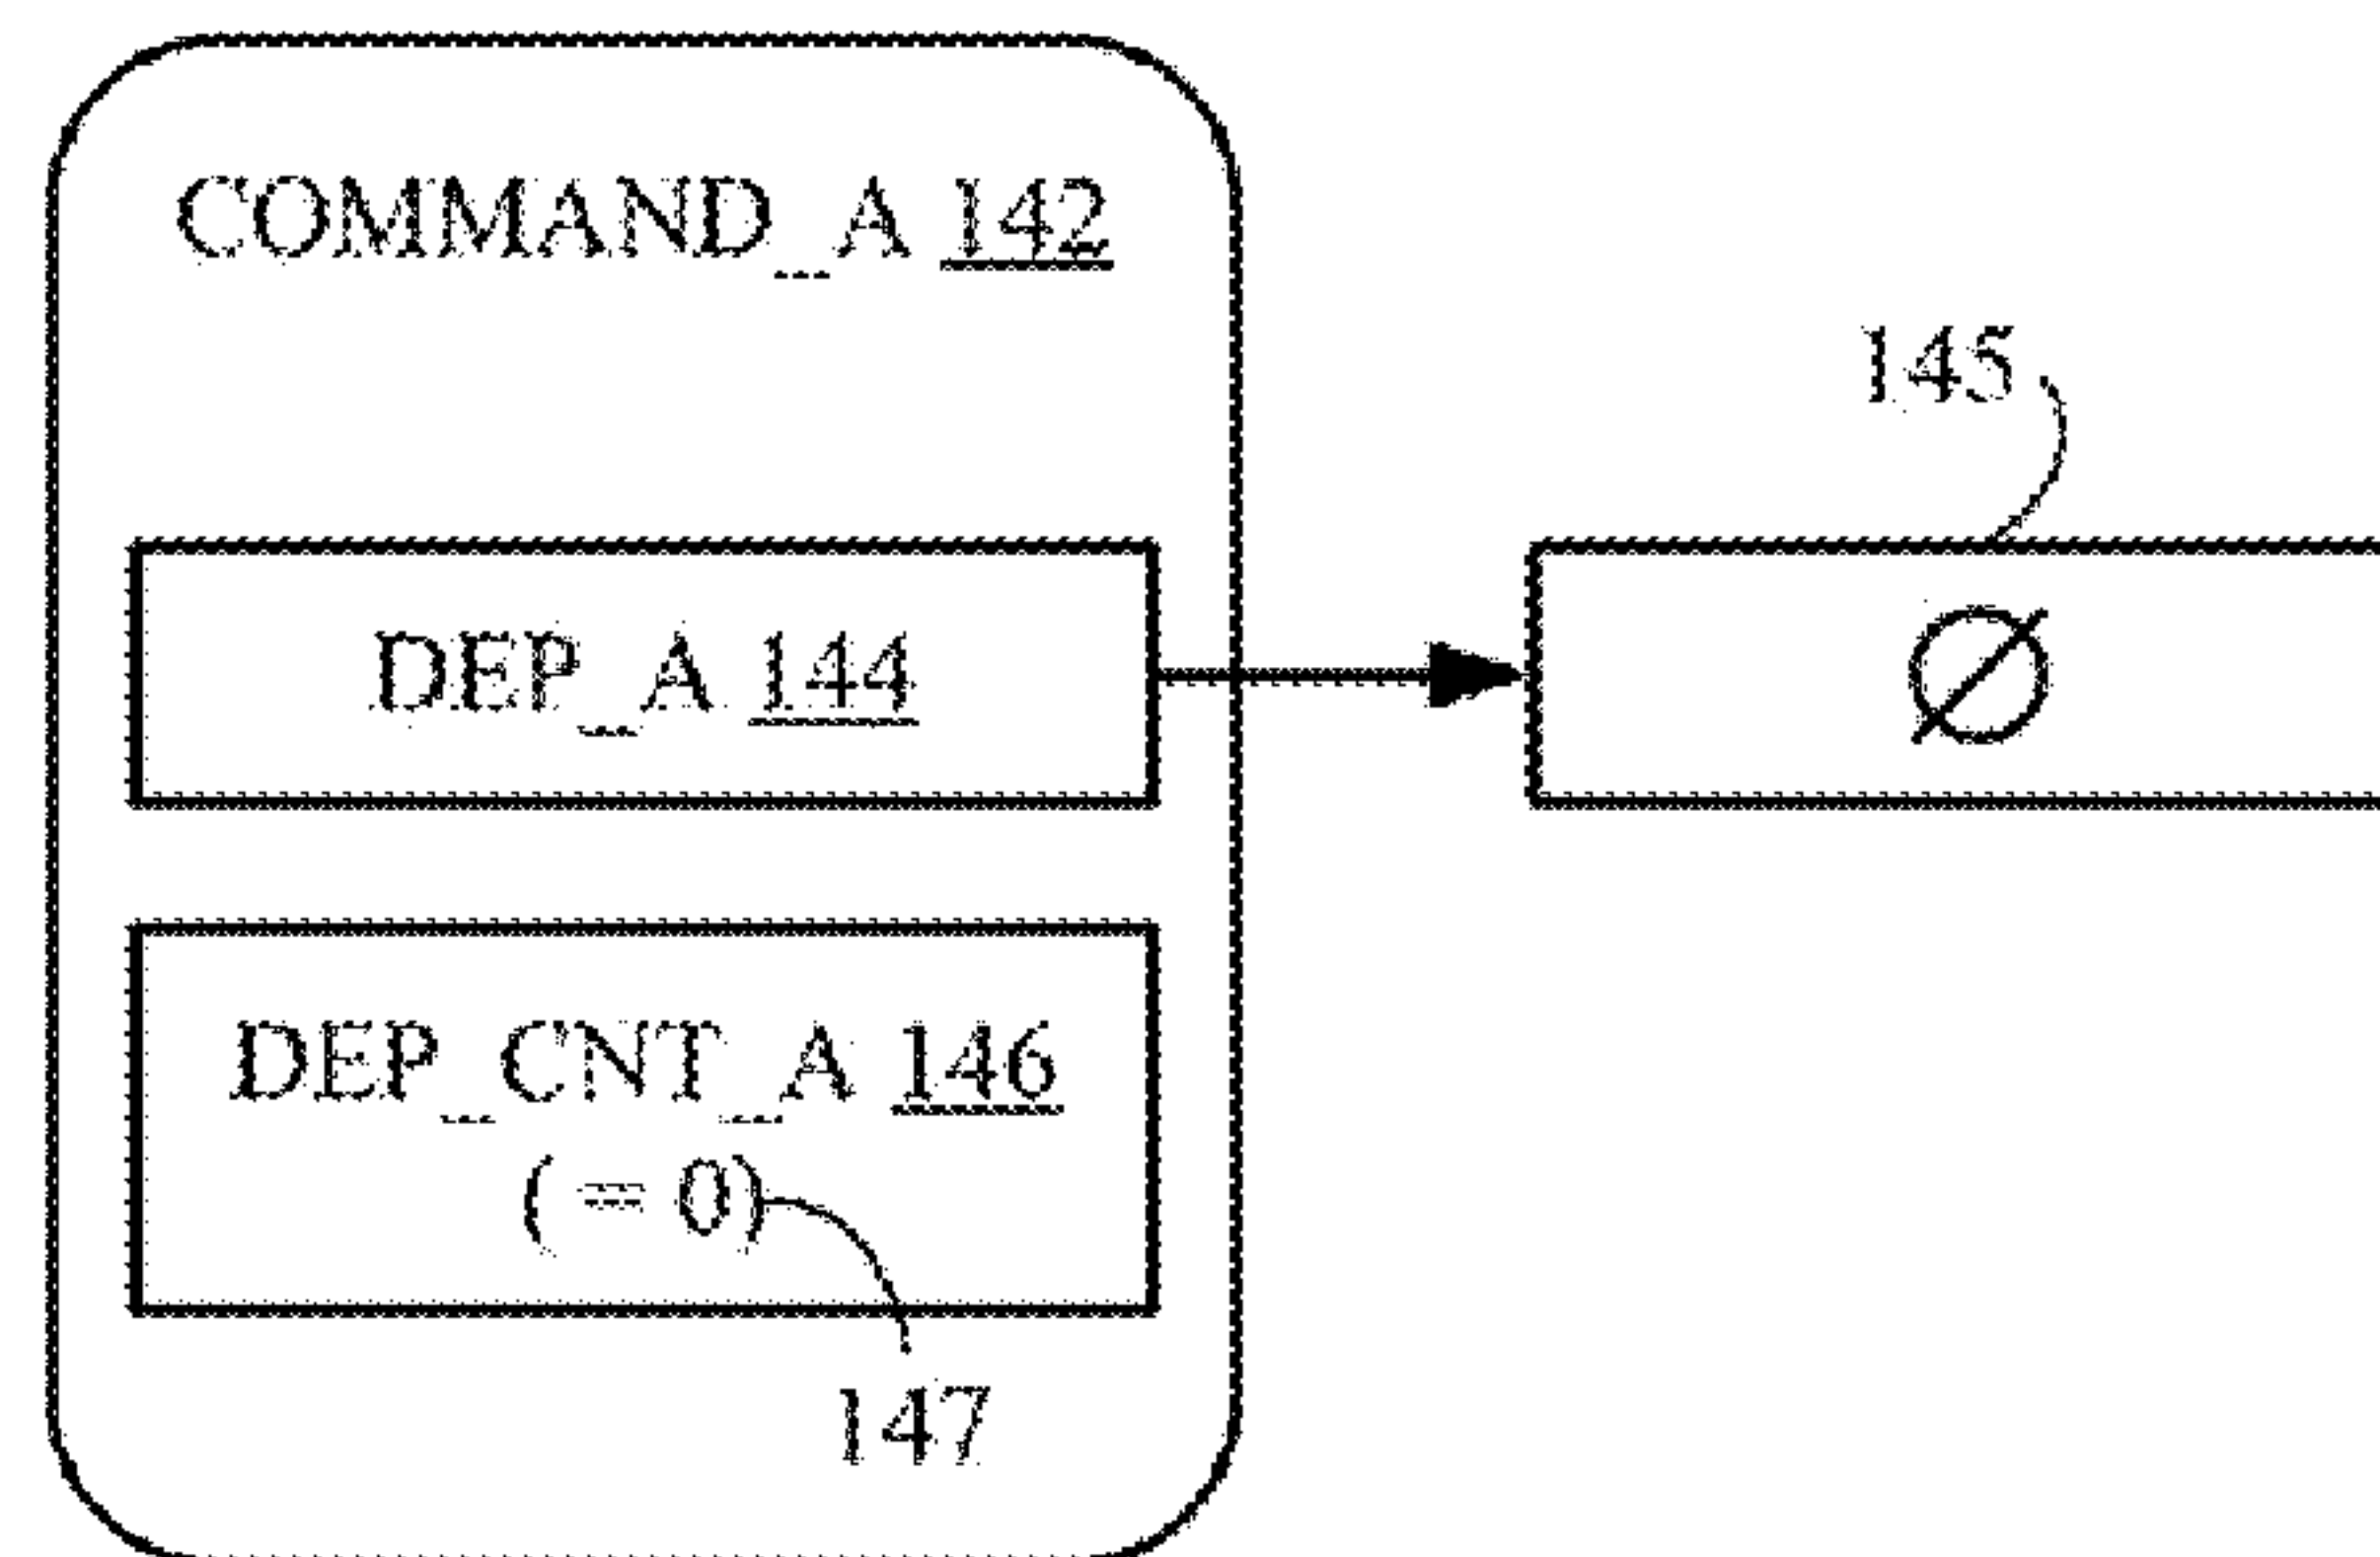 COMMAND_A 142
145
DEP_A 144
Ø
DEP_CNT_A 146
( = 0)
147